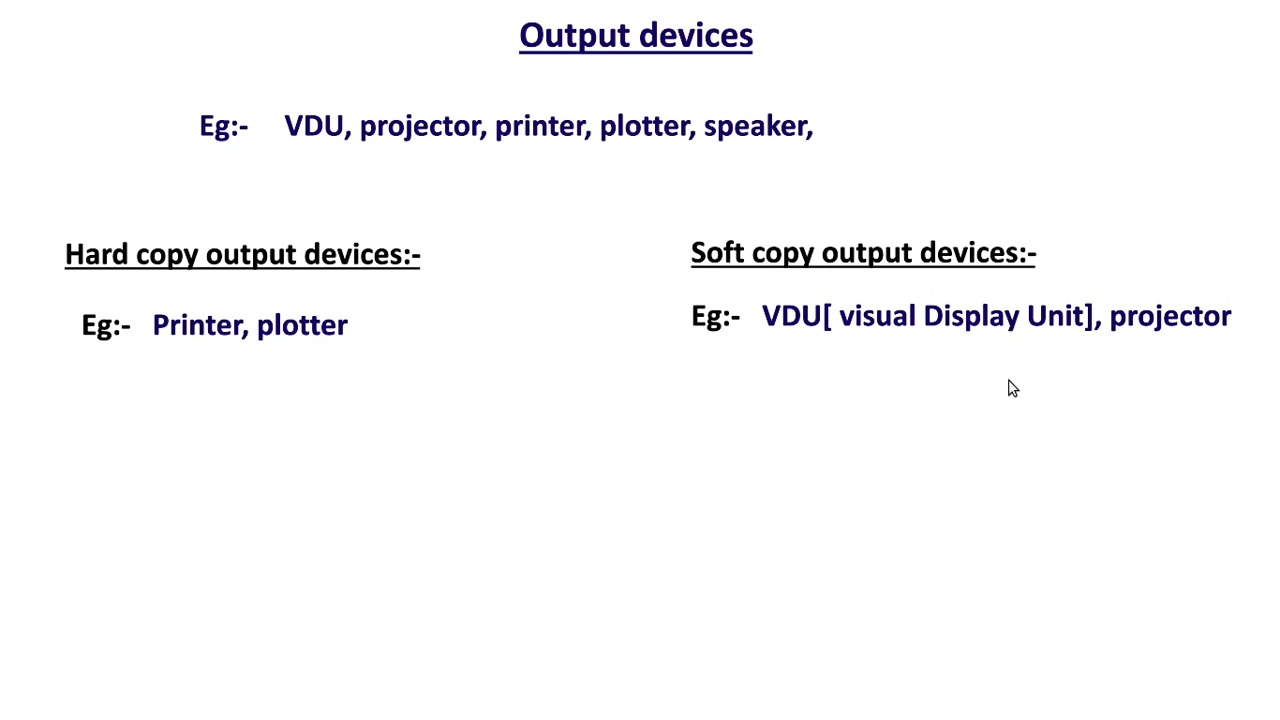 Output devices
Eg:- VDU, projector, printer, plotter, speaker,
Hard copy output devices:-
Eg:- Printer, plotter
Soft copy output devices:-
Eg:- VDU[ visual Display Unit], projector